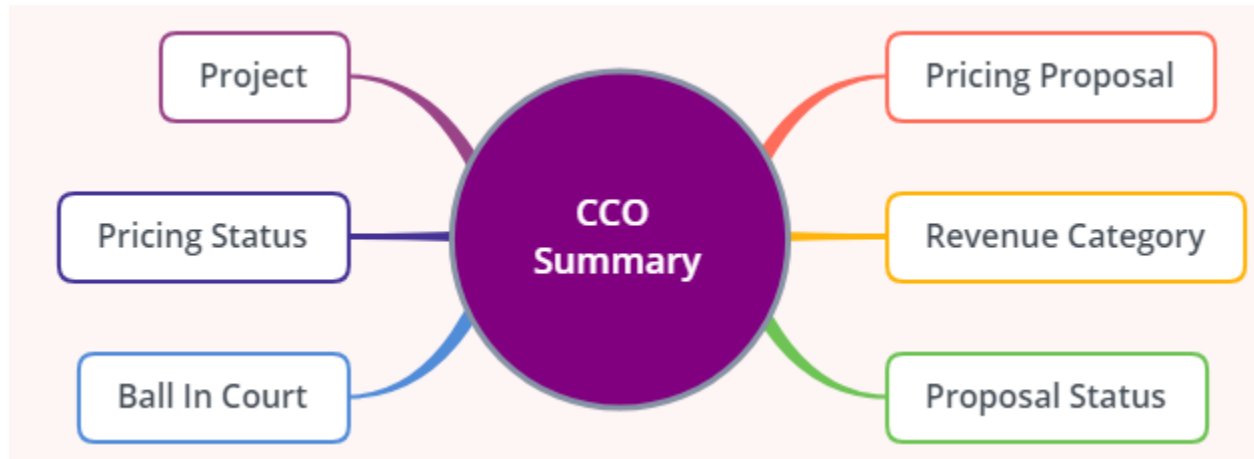 Project
Pricing Proposal
CCO
Summary
Pricing Status
Revenue Category
Ball In Court
Proposal Status